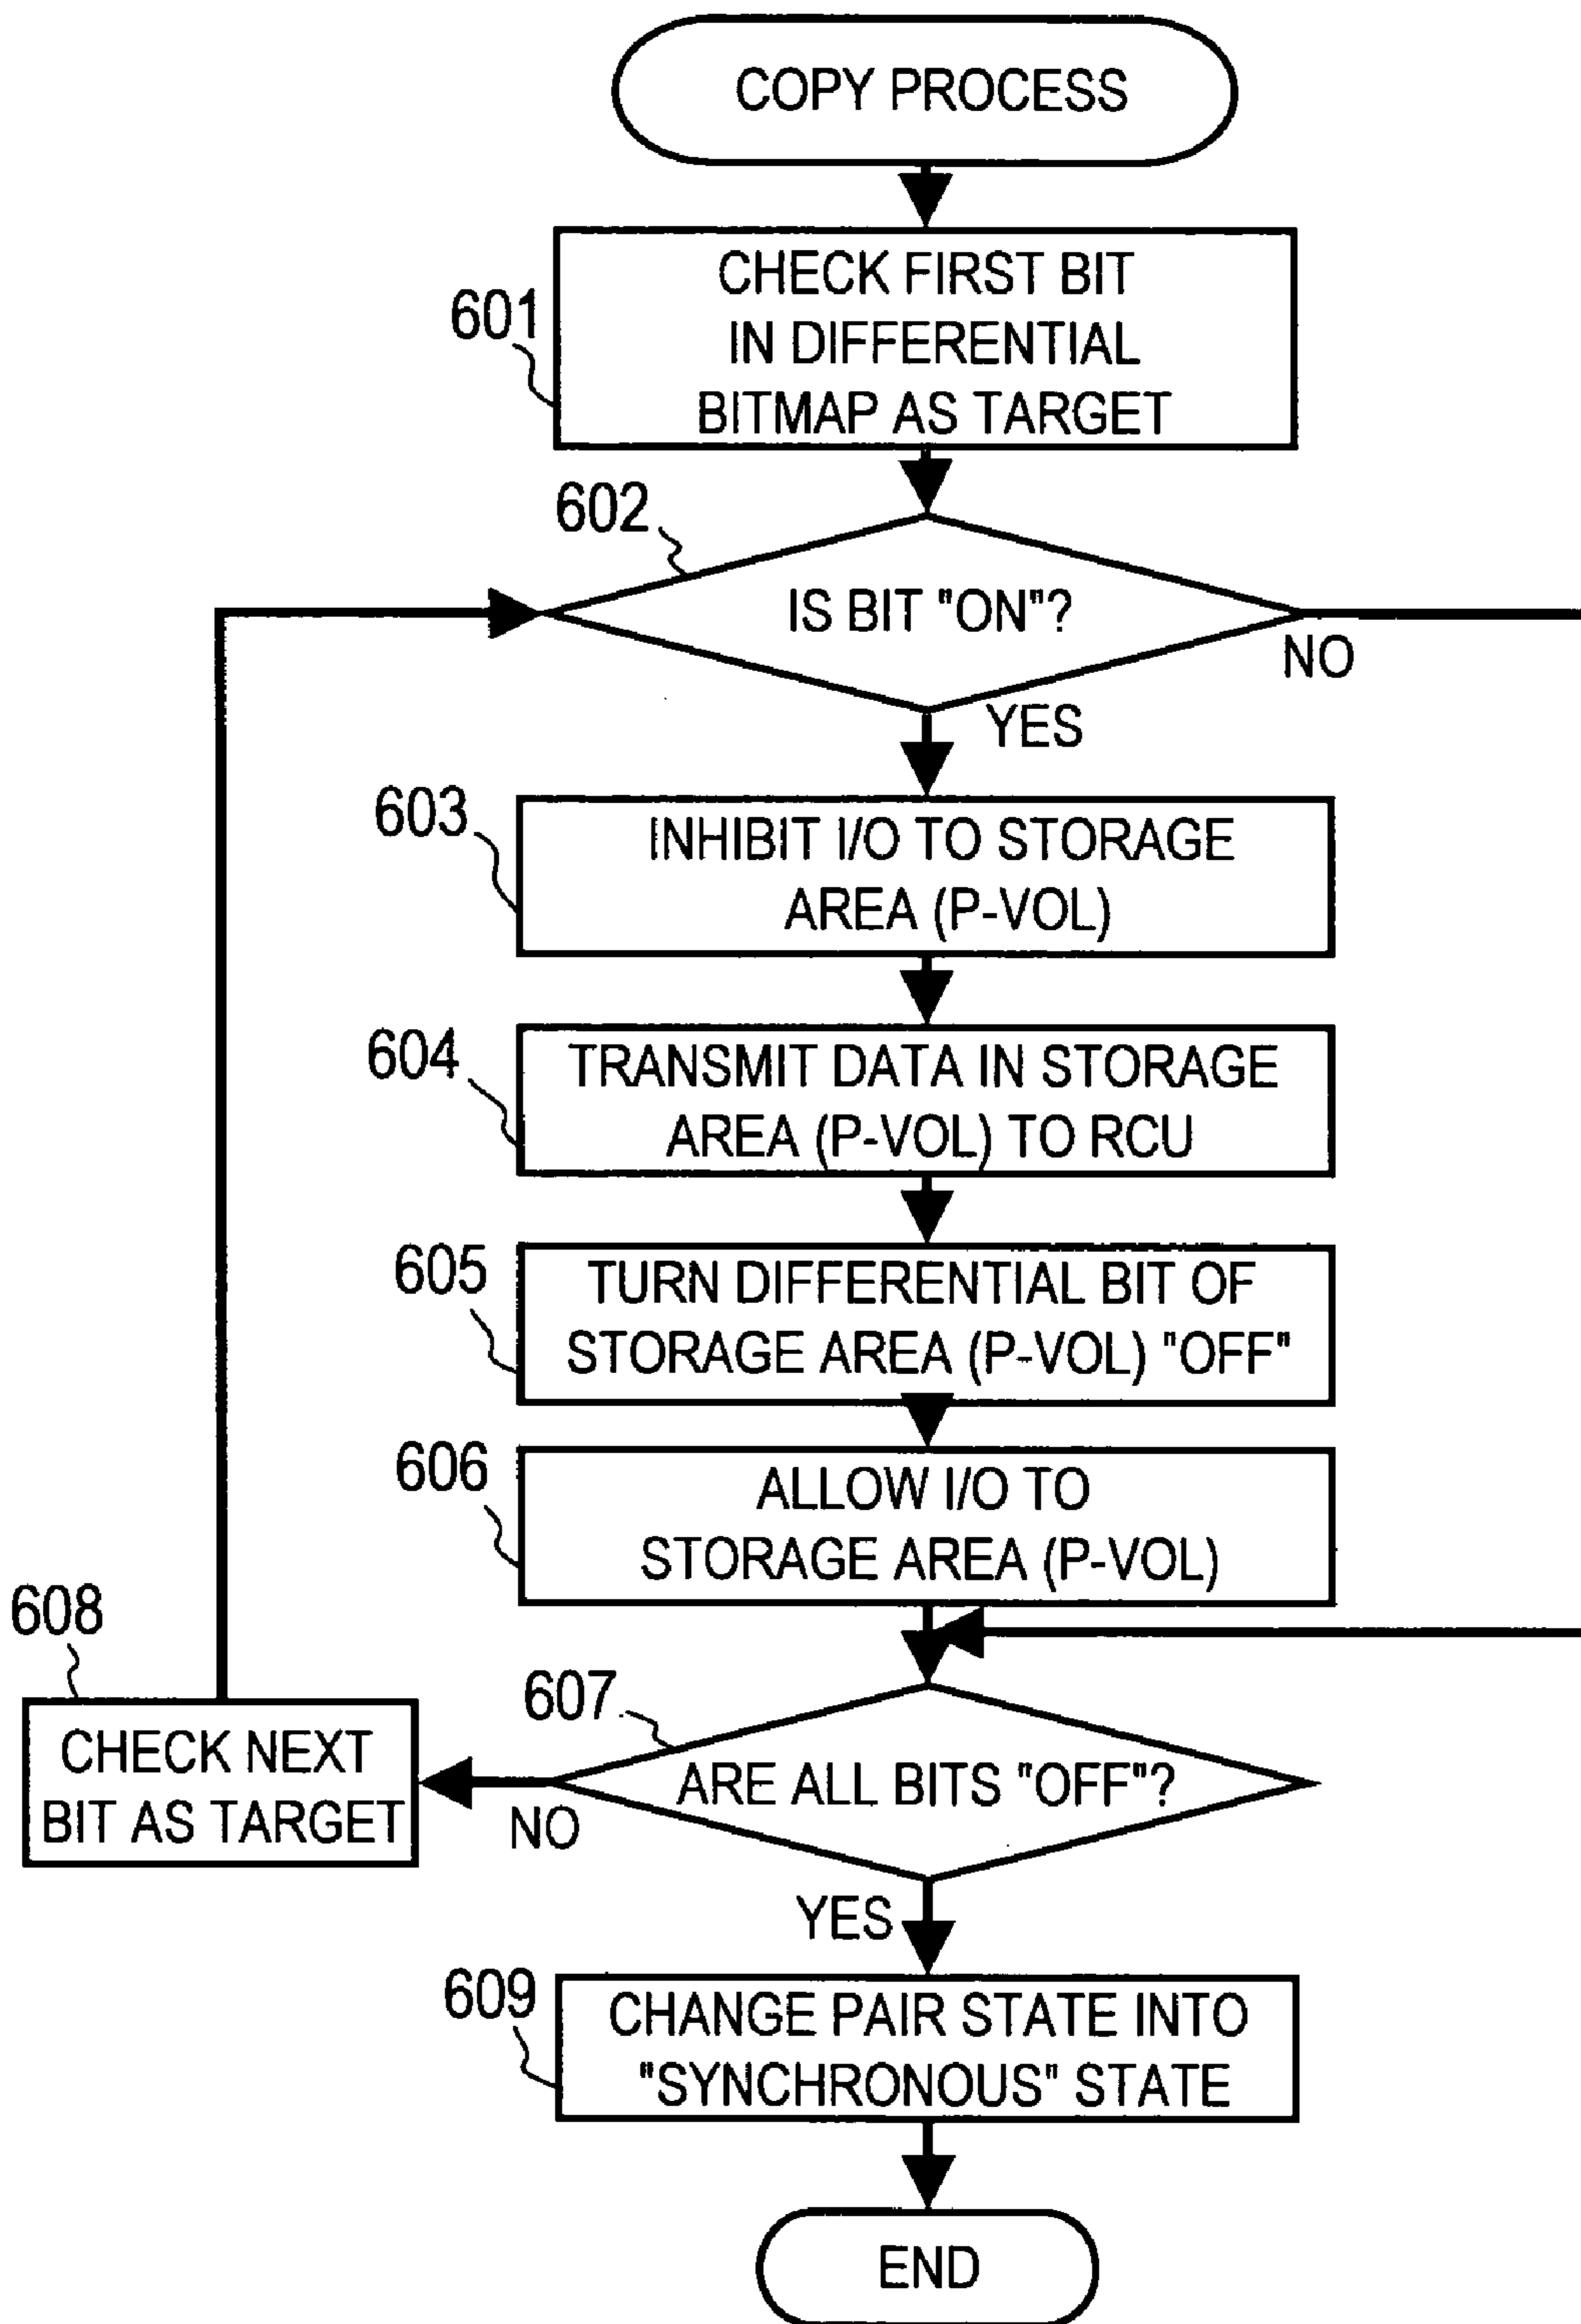 COPY PROCESS
601
CHECK FIRST BIT
IN DIFFERENTIAL
BITMAP AS TARGET
602
IS BIT "ON"?
NO
YES
603
INHIBIT I/O TO STORAGE
AREA (P-VOL)
604
TRANSMIT DATA IN STORAGE
AREA (P-VOL) TO RCU
605
TURN DIFFERENTIAL BIT OF
STORAGE AREA (P-VOL) "OFF"
606
ALLOW I/O TO
STORAGE AREA (P-VOL)
607
ARE ALL BITS "OFF"?
NO
608
CHECK NEXT
BIT AS TARGET
YES
609
CHANGE PAIR STATE INTO
"SYNCHRONOUS" STATE
END